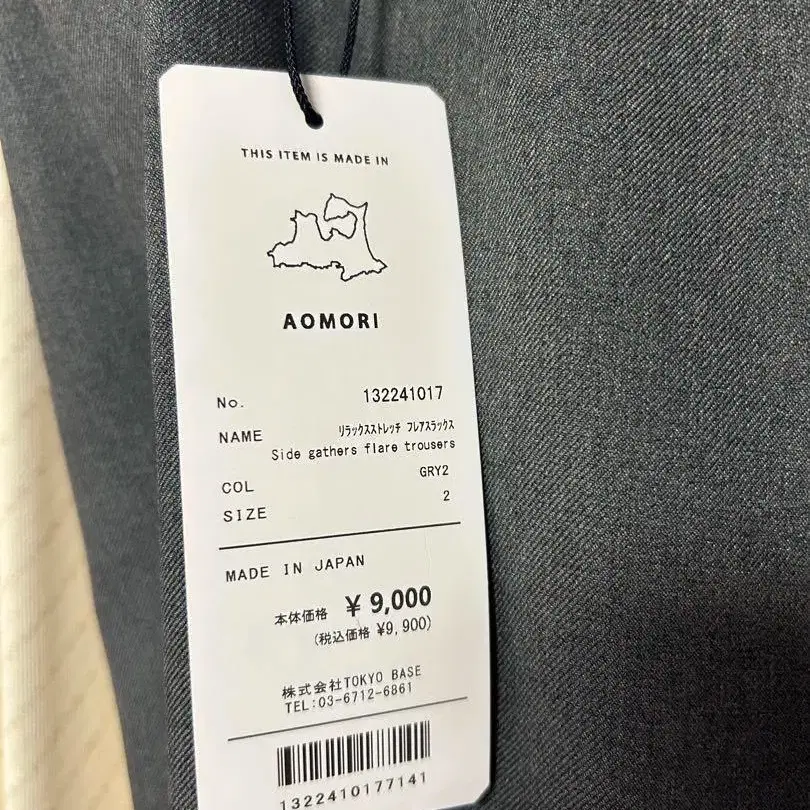 THIS ITEM IS MADE IN
AOMORI
No. 132241017
NAME ﾘﾗｯｸｽｽﾄﾚｯﾁ ﾌﾚｱｽﾗｯｸｽ
Side gathers flare trousers
COL GRY2
SIZE 2
MADE IN JAPAN
本体価格 ¥ 9,000
(税込価格 ¥9,900)
株式会社TOKYO BASE
TEL:03-6712-6861
1322410177141